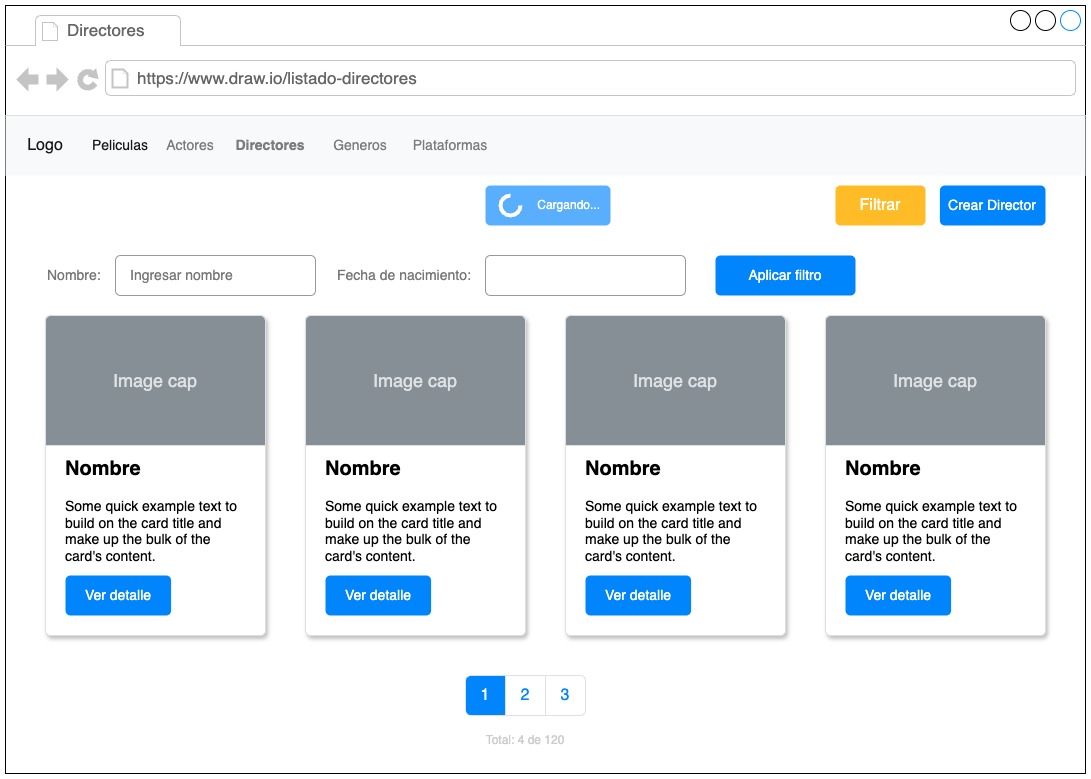 Directores
https://www.draw.io/listado-directores
Logo Peliculas Actores Directores Generos Plataformas
Cargando... Filtrar Crear Director
Nombre: Ingresar nombre Fecha de nacimiento: Aplicar filtro
Image cap Image cap Image cap Image cap
Nombre
Some quick example text to
build on the card title and
make up the bulk of the
card's content.
Ver detalle
Nombre
Some quick example text to
build on the card title and
make up the bulk of the
card's content.
Ver detalle
Nombre
Some quick example text to
build on the card title and
make up the bulk of the
card's content.
Ver detalle
Nombre
Some quick example text to
build on the card title and
make up the bulk of the
card's content.
Ver detalle
1 2 3
Total: 4 de 120